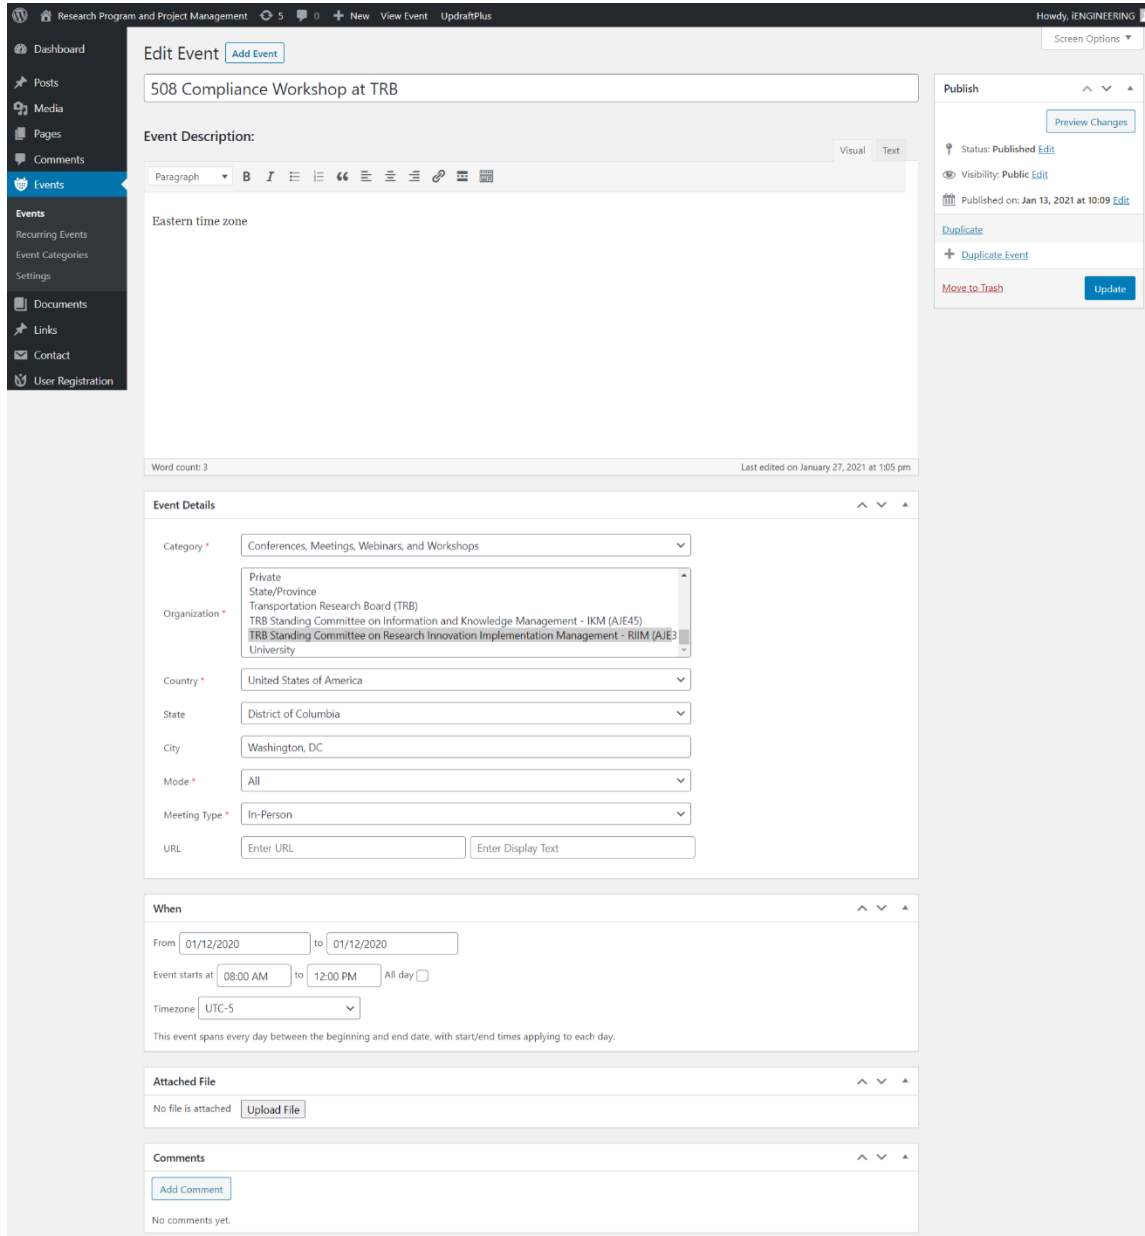 Research Program and Project Management 5 0 New View Event UpdraftPlus Howdy, iENGINEERING
Screen Options
Dashboard
Posts
Media
Pages
Comments
Events
Events
Recurring Events
Event Categories
Settings
Documents
Links
Contact
User Registration
Edit Event Add Event
508 Compliance Workshop at TRB
Event Description:
Visual Text
Paragraph
Eastern time zone
Word count: 3 Last edited on January 27, 2021 at 1:05 pm
Event Details
Category * Conferences, Meetings, Webinars, and Workshops
Organization *
Private
State/Province
Transportation Research Board (TRB)
TRB Standing Committee on Information and Knowledge Management - IKM (AJE45)
TRB Standing Committee on Research Innovation Implementation Management - RIIM (AJE3
University
Country * United States of America
State District of Columbia
City Washington, DC
Mode * All
Meeting Type * In-Person
URL Enter URL Enter Display Text
When
From 01/12/2020 to 01/12/2020
Event starts at 08:00 AM to 12:00 PM All day
Timezone UTC-5
This event spans every day between the beginning and end date, with start/end times applying to each day.
Attached File
No file is attached Upload File
Comments
Add Comment
No comments yet.
Publish
Preview Changes
Status: Published Edit
Visibility: Public Edit
Published on: Jan 13, 2021 at 10:09 Edit
Duplicate
Duplicate Event
Move to Trash Update